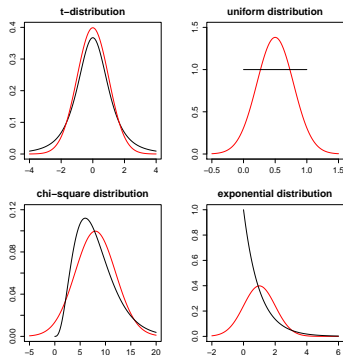 t−distribution
0.4
0.3
0.2
0.1
0.0
−4 −2 0 2 4
uniform distribution
1.5
1.0
0.5
0.0
−0.5 0.0 0.5 1.0 1.5
chi−square distribution
0.12
0.08
0.04
0.00
−5 0 5 10 15 20
exponential distribution
1.0
0.8
0.6
0.4
0.2
0.0
−2 0 2 4 6